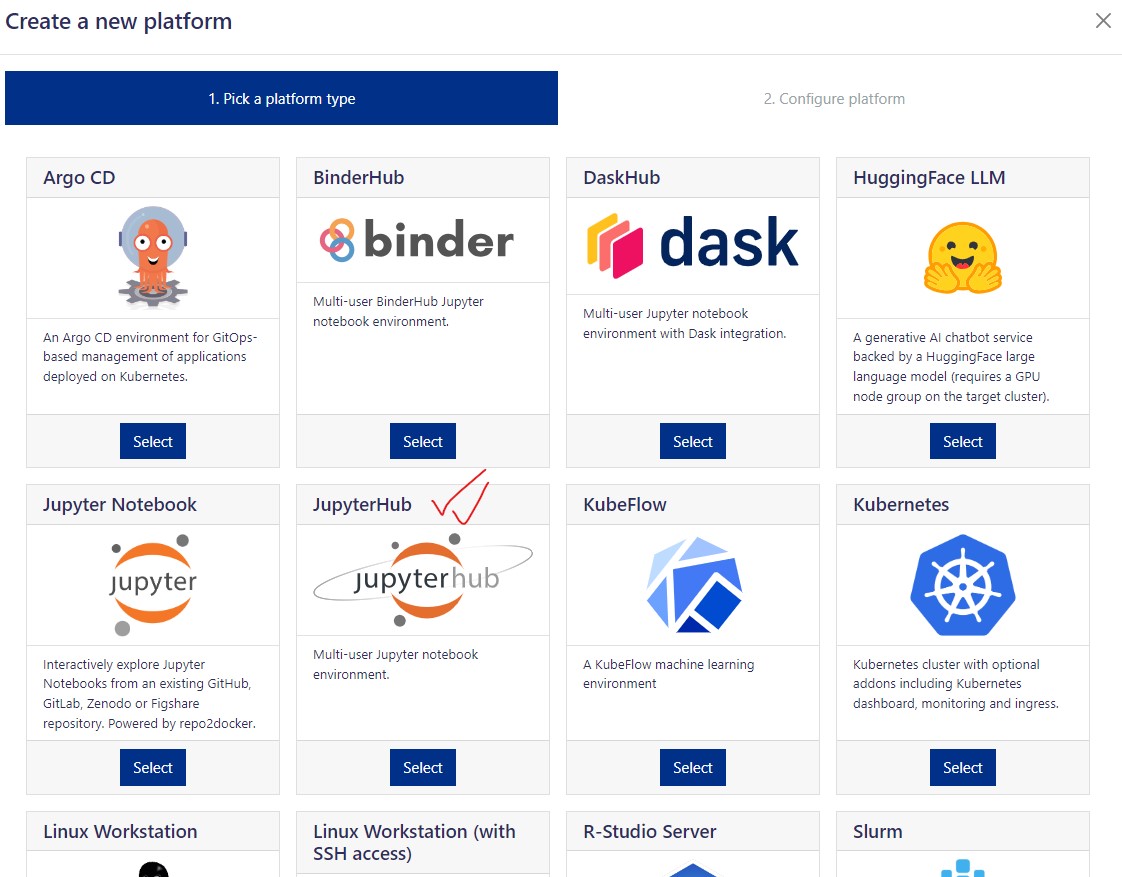 Create a new platform
1. Pick a platform type
2. Configure platform
Argo CD
An Argo CD environment for GitOps-
based management of applications
deployed on Kubernetes.
Select
BinderHub
binder
Multi-user BinderHub Jupyter
notebook environment.
Select
DaskHub
dask
Multi-user Jupyter notebook
environment with Dask integration.
Select
HuggingFace LLM
A generative AI chatbot service
backed by a HuggingFace large
language model (requires a GPU
node group on the target cluster).
Select
Jupyter Notebook
jupyter
Interactively explore Jupyter
Notebooks from an existing GitHub,
GitLab, Zenodo or Figshare
repository. Powered by repo2docker.
Select
JupyterHub
jupyterhub
Multi-user Jupyter notebook
environment.
Select
KubeFlow
A KubeFlow machine learning
environment
Select
Kubernetes
Kubernetes cluster with optional
addons including Kubernetes
dashboard, monitoring and ingress.
Select
Linux Workstation
Linux Workstation (with
SSH access)
R-Studio Server
Slurm